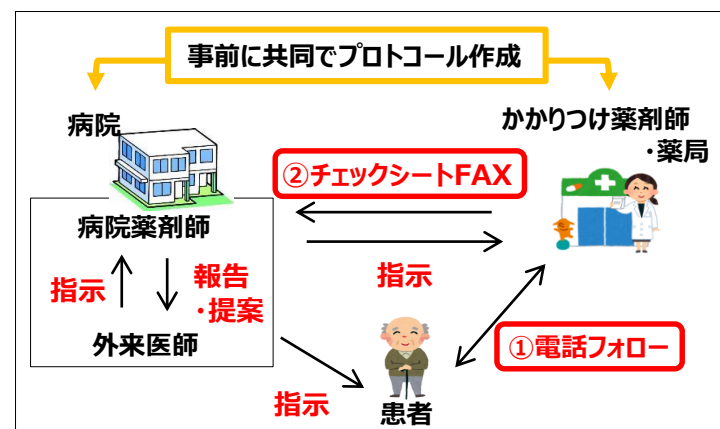 事前に共同でプロトコール作成
病院
かかりつけ薬剤師
・薬局
②チェックシートFAX
病院薬剤師
指示
報告
・提案
指示
外来医師
①電話フォロー
指示
患者